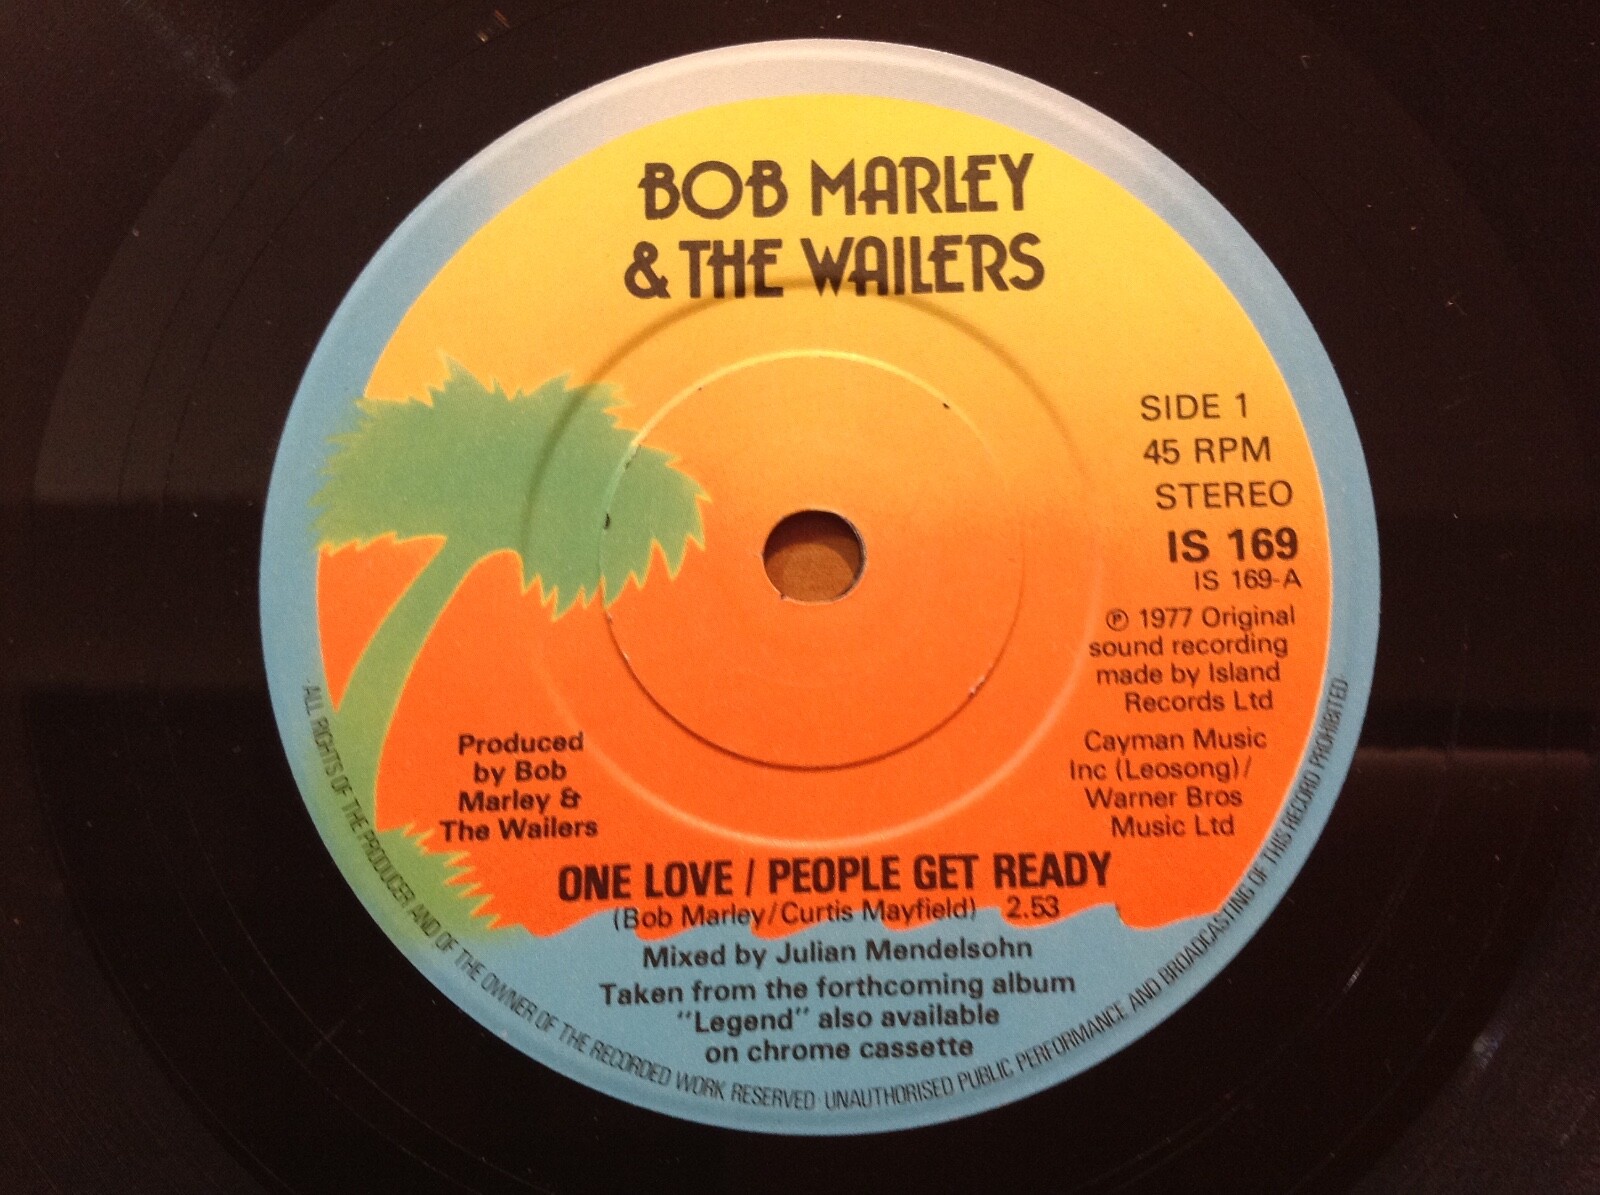 BOB MARLEY
& THE WAILERS
SIDE 1
45 RPM
STEREO
IS 169
IS 169-A
℗ 1977 Original
sound recording
made by Island
Records Ltd
Cayman Music
Inc (Leosong)/
Warner Bros
Music Ltd
Produced
by Bob
Marley &
The Wailers
ONE LOVE / PEOPLE GET READY
(Bob Marley/Curtis Mayfield) 2.53
Mixed by Julian Mendelsohn
Taken from the forthcoming album
"Legend" also available
on chrome cassette
·ALL RIGHTS OF THE PRODUCER AND OF THE OWNER OF THE RECORDED WORK RESERVED·UNAUTHORISED PUBLIC PERFORMANCE AND BROADCASTING OF THIS RECORD PROHIBITED·